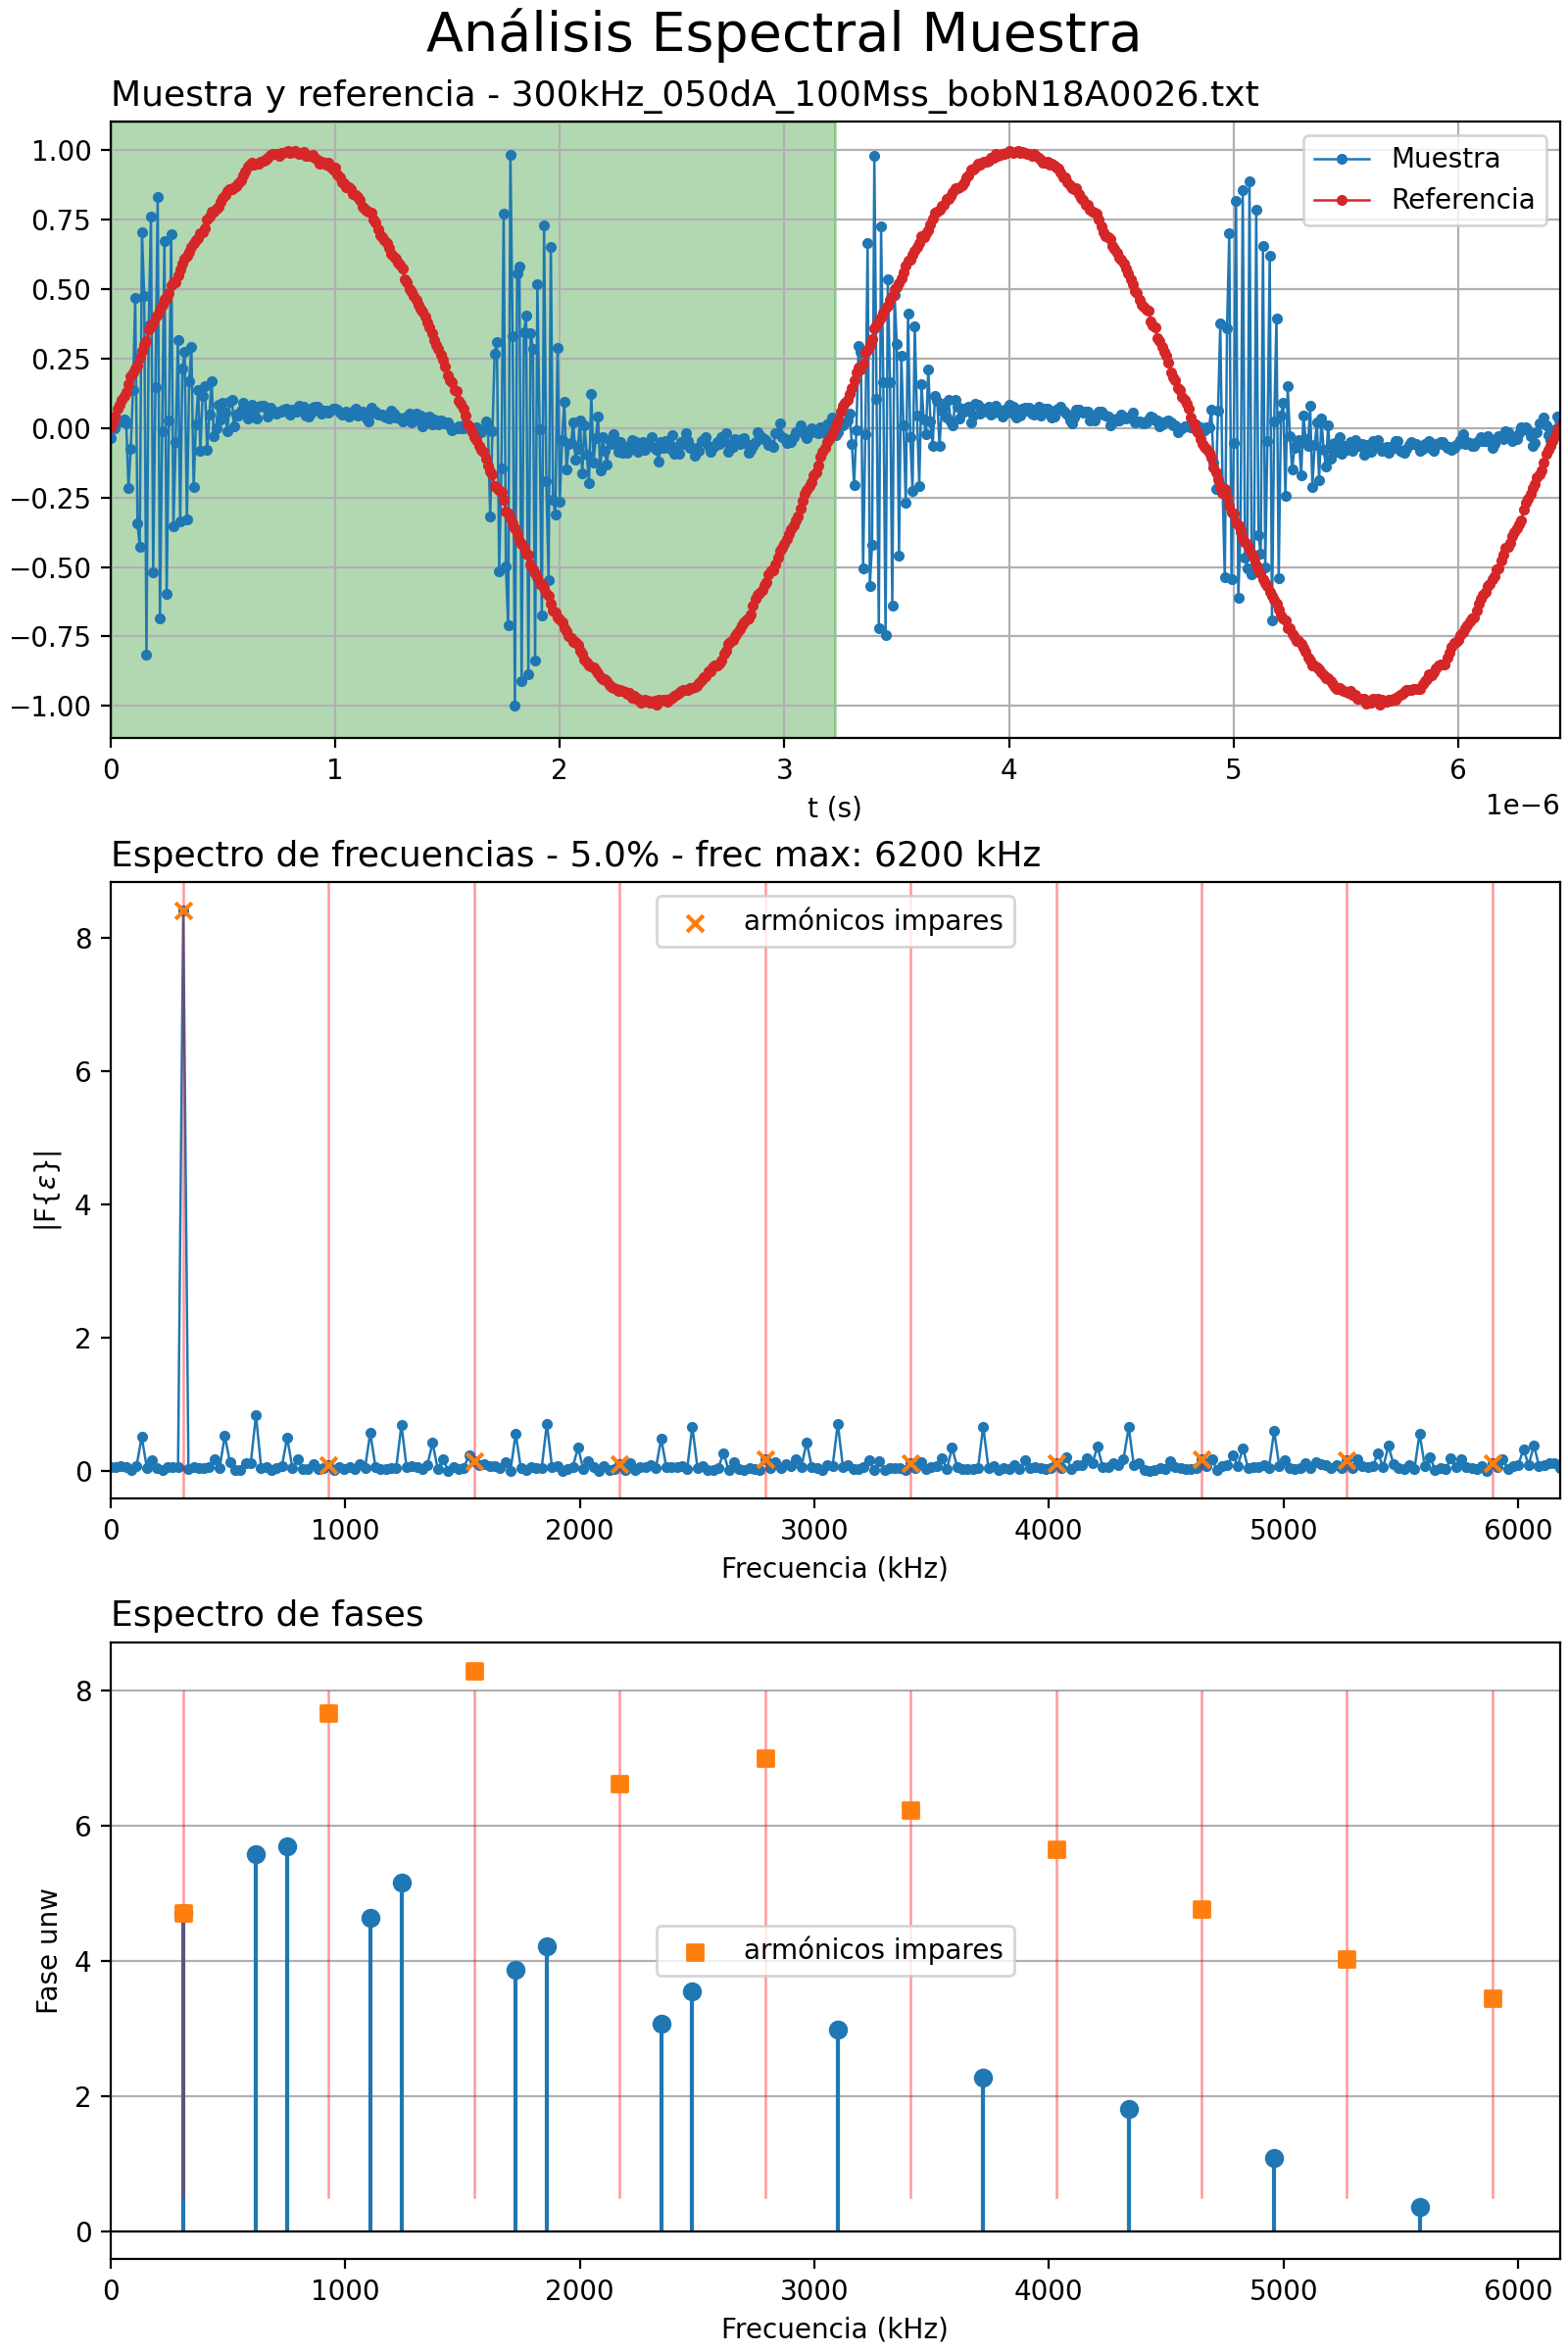 Análisis Espectral Muestra
Muestra y referencia - 300kHz_050dA_100Mss_bobN18A0026.txt
1.00
0.75
0.50
0.25
0.00
−0.25
−0.50
−0.75
−1.00
Muestra
Referencia
0 1 2 3 4 5 6
1e−6
t (s)
Espectro de frecuencias - 5.0% - frec max: 6200 kHz
armónicos impares
8
6
4
2
0
|F{ε}|
0 1000 2000 3000 4000 5000 6000
Frecuencia (kHz)
Espectro de fases
8
6
4
2
0
Fase unw
armónicos impares
0 1000 2000 3000 4000 5000 6000
Frecuencia (kHz)